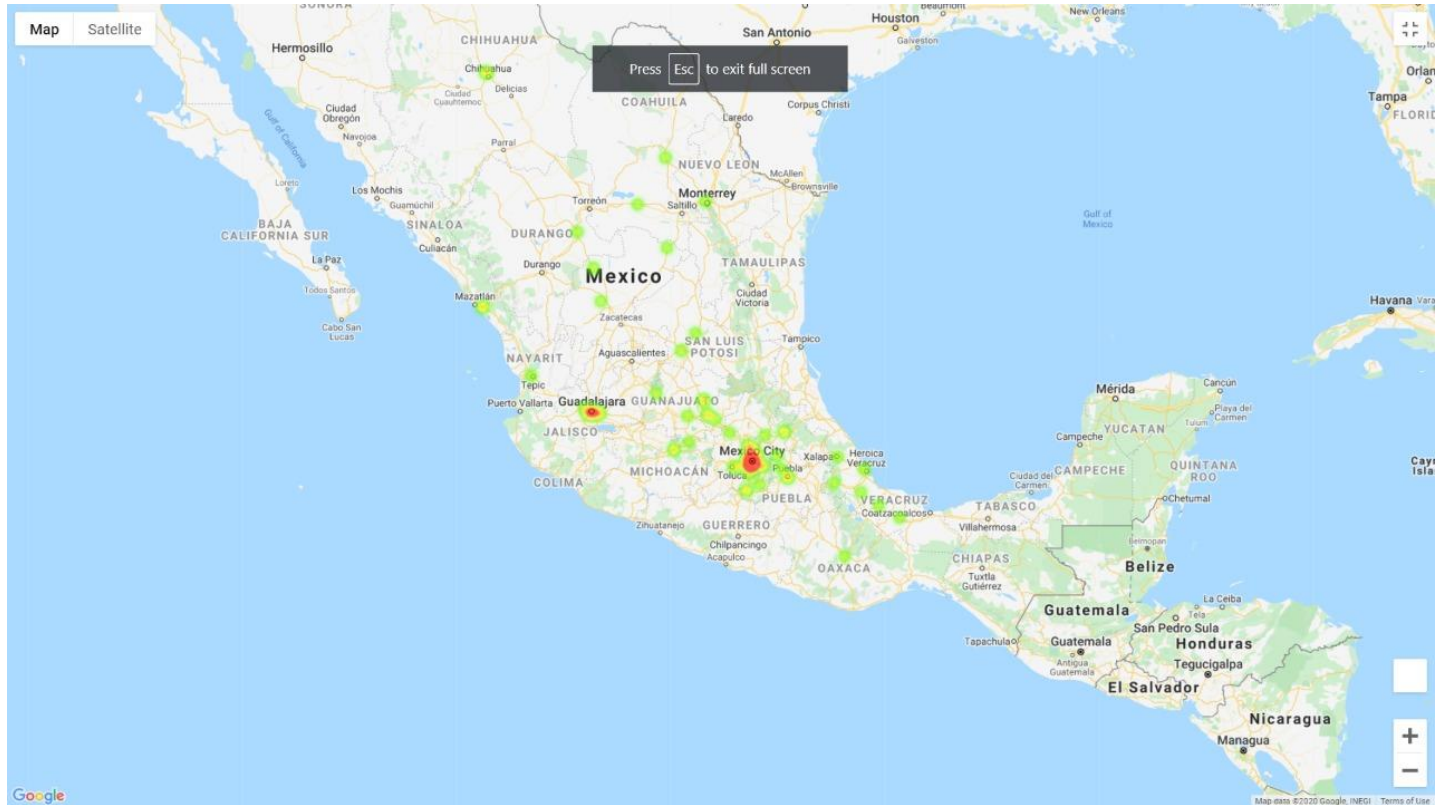 Map Satellite
Press Esc to exit full screen
SONORA
Hermosillo
CHIHUAHUA
Chihuahua
Ciudad Cuauhtemoc
Delicias
San Antonio
Houston
Beaumont
Galveston
New Orleans
Orlan
Tampa
FLORID
Ciudad Obregón
Navojoa
Gulf of California
Parral
COAHUILA
Laredo
Corpus Christi
NUEVO LEON
McAllen
Brownsville
Loreto
Los Mochis
Guamúchil
Torreón
Saltillo
Monterrey
BAJA CALIFORNIA SUR
SINALOA
Culiacán
DURANGO
Gulf of Mexico
La Paz
Durango
Mexico
TAMAULIPAS
Todos Santos
Mazatlán
Ciudad Victoria
Cabo San Lucas
Zacatecas
Havana
Vara
NAYARIT
Aguascalientes
SAN LUIS POTOSI
Tampico
Tepic
Puerto Vallarta
Guadalajara
GUANAJUATO
Mérida
Cancún
Playa del Carmen
Tulum
JALISCO
YUCATAN
Campeche
Mexico City
Xalapa
Heroica Veracruz
MICHOACÁN
Toluca
Puebla
COLIMA
Ciudad del Carmen
CAMPECHE
QUINTANA ROO
Cay
Isla
PUEBLA
VERACRUZ
Coatzacoalcos
TABASCO
Chetumal
Zihuatanejo
GUERRERO
Villahermosa
Chilpancingo
Acapulco
Belmopan
OAXACA
CHIAPAS
Tuxtla Gutiérrez
Belize
Guatemala
La Ceiba
Tela
San Pedro Sula
Tapachula
Guatemala
Honduras
Antigua Guatemala
Tegucigalpa
El Salvador
Nicaragua
Managua
Google
Map data ©2020 Google, INEGI Terms of Use